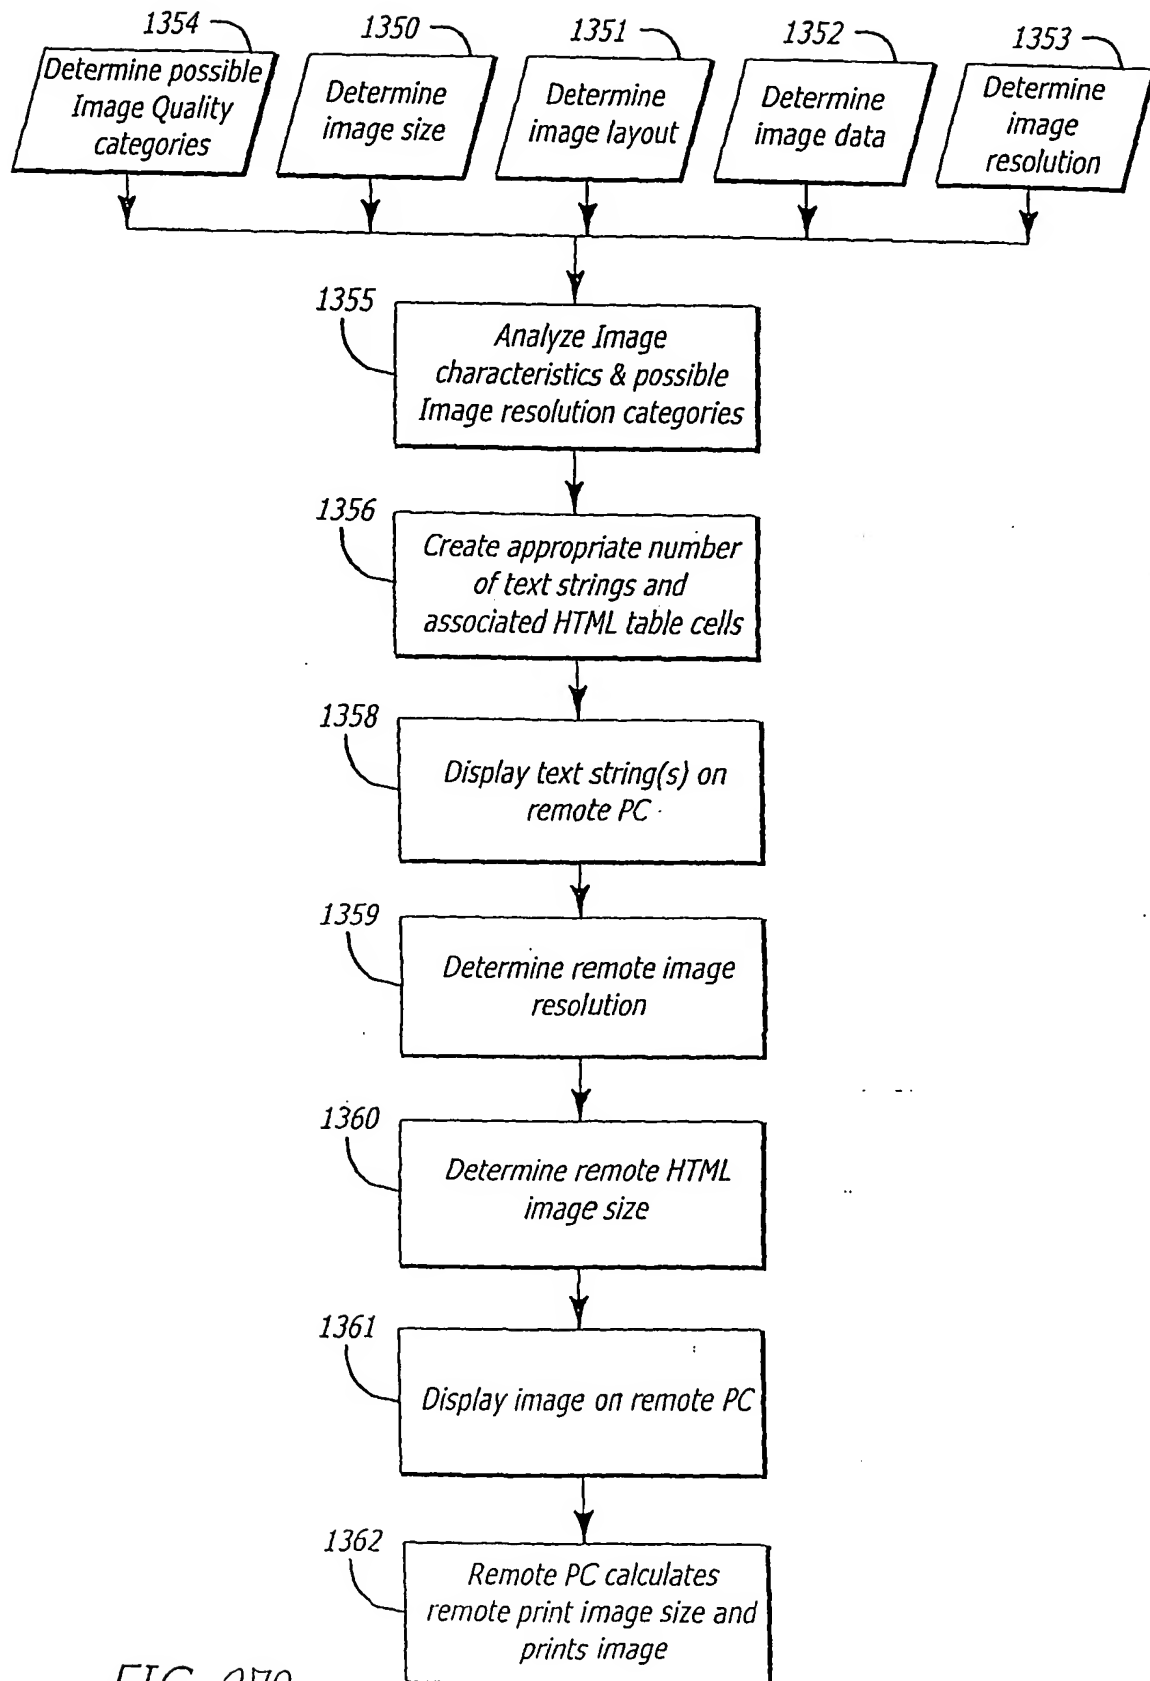 1354
1350
1351
1352
1353
Determine possible
Image Quality
categories
Determine
image size
Determine
image layout
Determine
image data
Determine
image
resolution
1355
Analyze Image
characteristics & possible
Image resolution categories
1356
Create appropriate number
of text strings and
associated HTML table cells
1358
Display text string(s) on
remote PC
1359
Determine remote image
resolution
1360
Determine remote HTML
image size
1361
Display image on remote PC
1362
Remote PC calculates
remote print image size and
prints image
FIG.